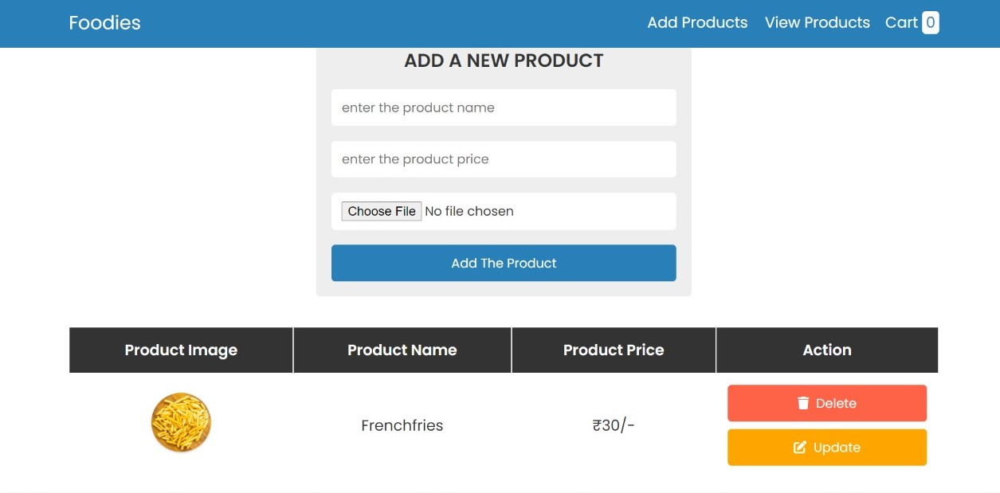 Foodies
Add Products View Products Cart 0
ADD A NEW PRODUCT
enter the product name
enter the product price
Choose File No file chosen
Add The Product
Product Image Product Name Product Price Action
Frenchfries ₹30/-
Delete
Update